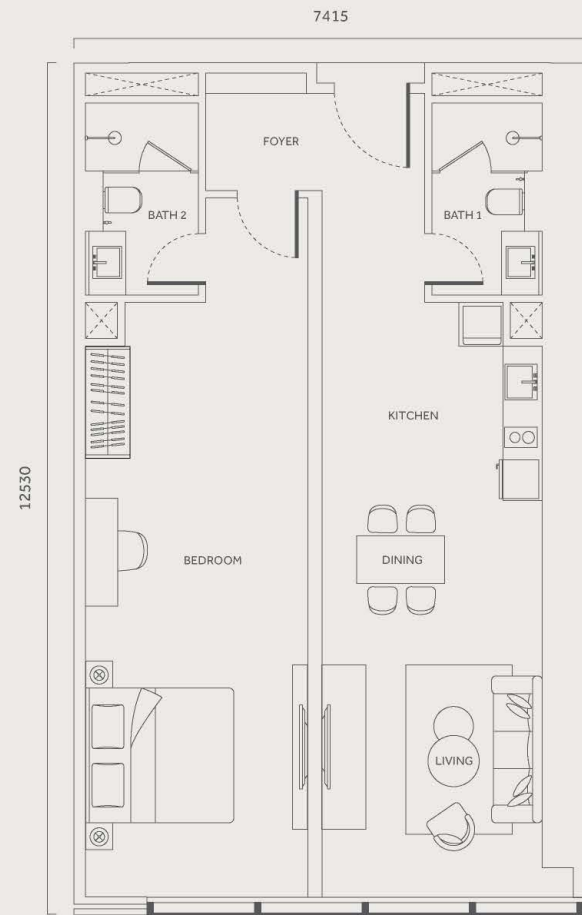 7415
FOYER
BATH 2
BATH 1
KITCHEN
12530
BEDROOM
DINING
LIVING